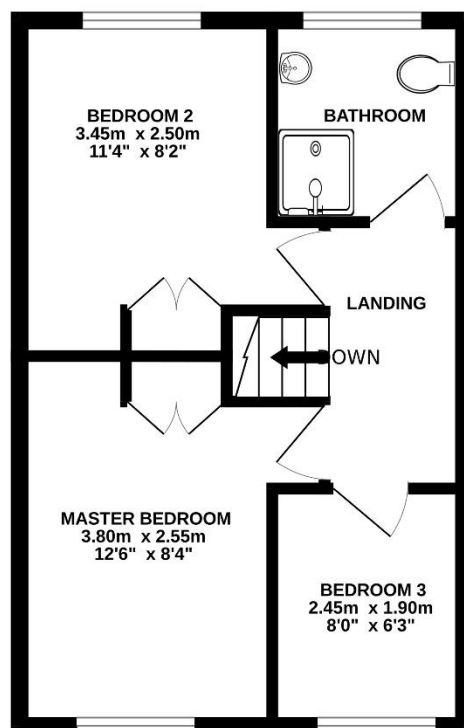 BEDROOM 2
3.45m x 2.50m
11'4" x 8'2"
BATHROOM
LANDING
OWN
MASTER BEDROOM
3.80m x 2.55m
12'6" x 8'4"
BEDROOM 3
2.45m x 1.90m
8'0" x 6'3"